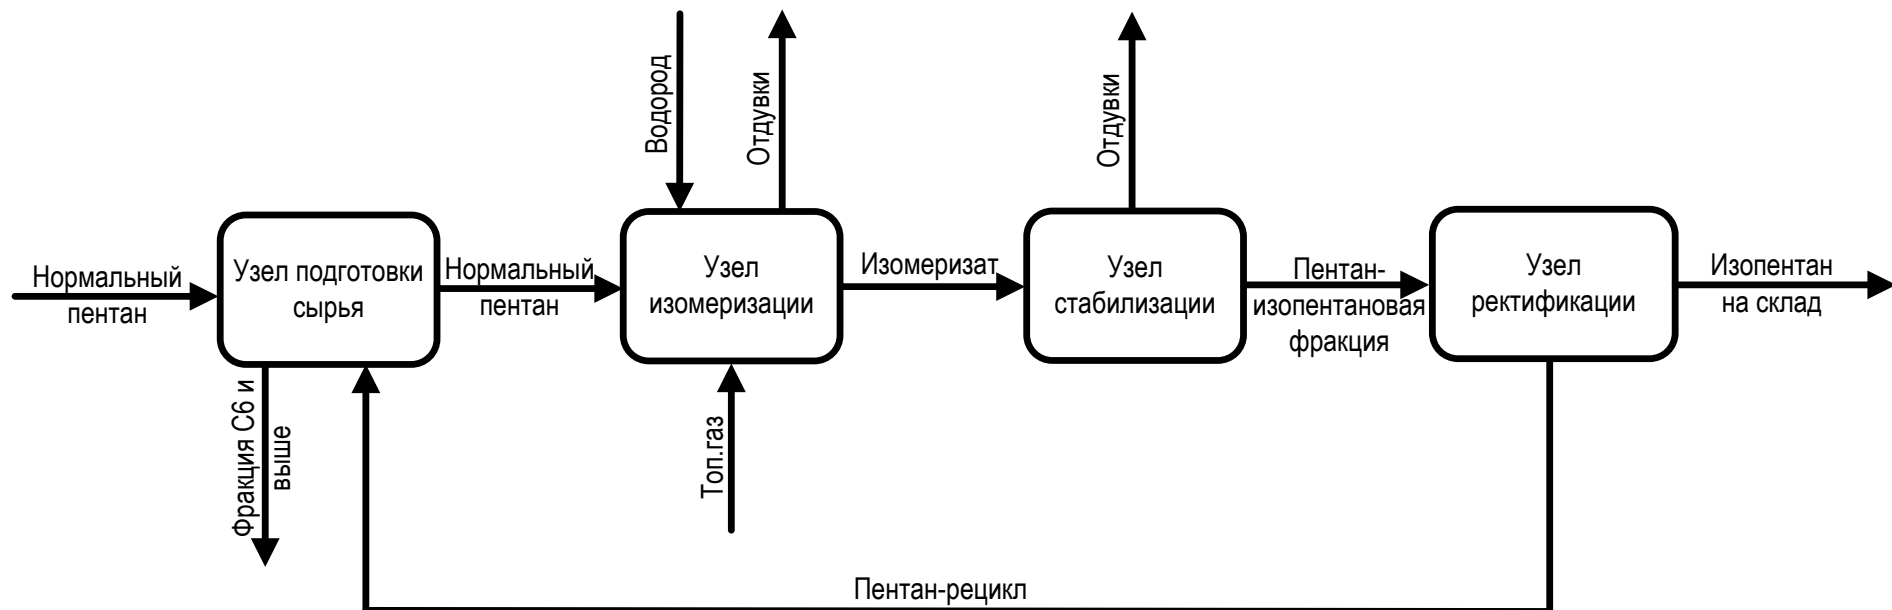 Водород
Отдувки
Отдувки
Нормальный
пентан
Узел подготовки
сырья
Нормальный
пентан
Узел
изомеризации
Изомеризат
Узел
стабилизации
Пентан-
изопентановая
фракция
Узел
ректификации
Изопентан
на склад
Фракция С6 и
выше
Топ.газ
Пентан-рецикл